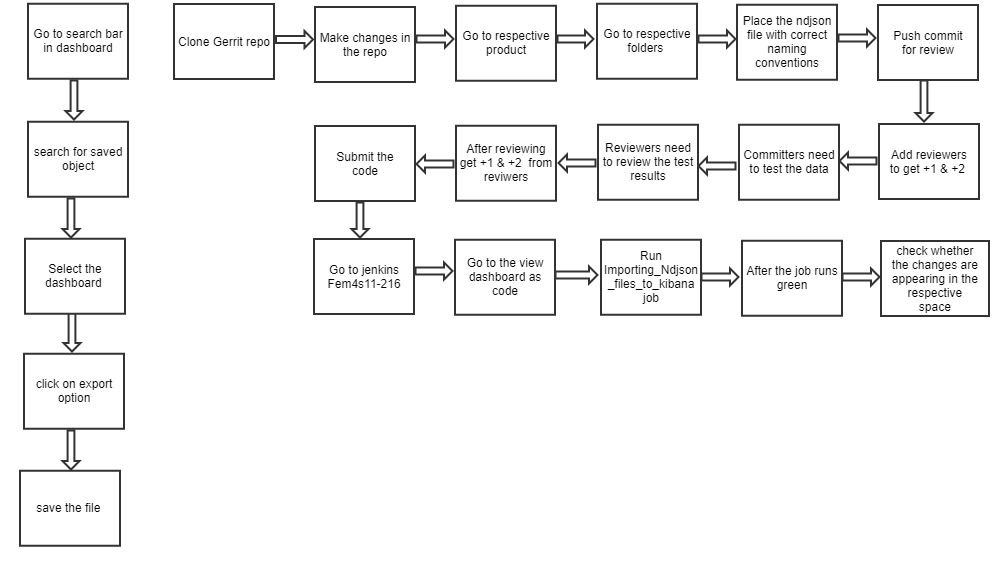 Go to search bar
in dashboard
search for saved
object
Select the
dashboard
click on export
option
save the file
Clone Gerrit repo
Make changes in
the repo
Go to respective
product
Go to respective
folders
Place the ndjson
file with correct
naming
conventions
Push commit
for review
Add reviewers
to get +1 & +2
Committers need
to test the data
Reviewers need
to review the test
results
After reviewing
get +1 & +2 from
reviwers
Submit the
code
Go to jenkins
Fem4s11-216
Go to the view
dashboard as
code
Run
Importing_Ndjson
_files_to_kibana
job
After the job runs
green
check whether
the changes are
appearing in the
respective
space